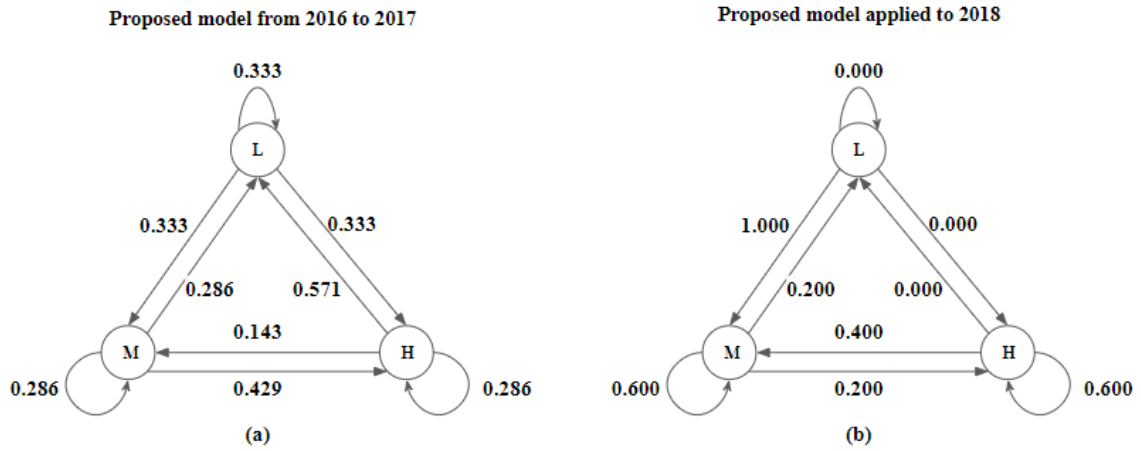 Proposed model from 2016 to 2017
0.333
L
0.333
0.333
0.286
0.571
0.143
M
H
0.286
0.429
0.286
(a)
Proposed model applied to 2018
0.000
L
1.000
0.000
0.200
0.000
0.400
M
H
0.600
0.200
0.600
(b)